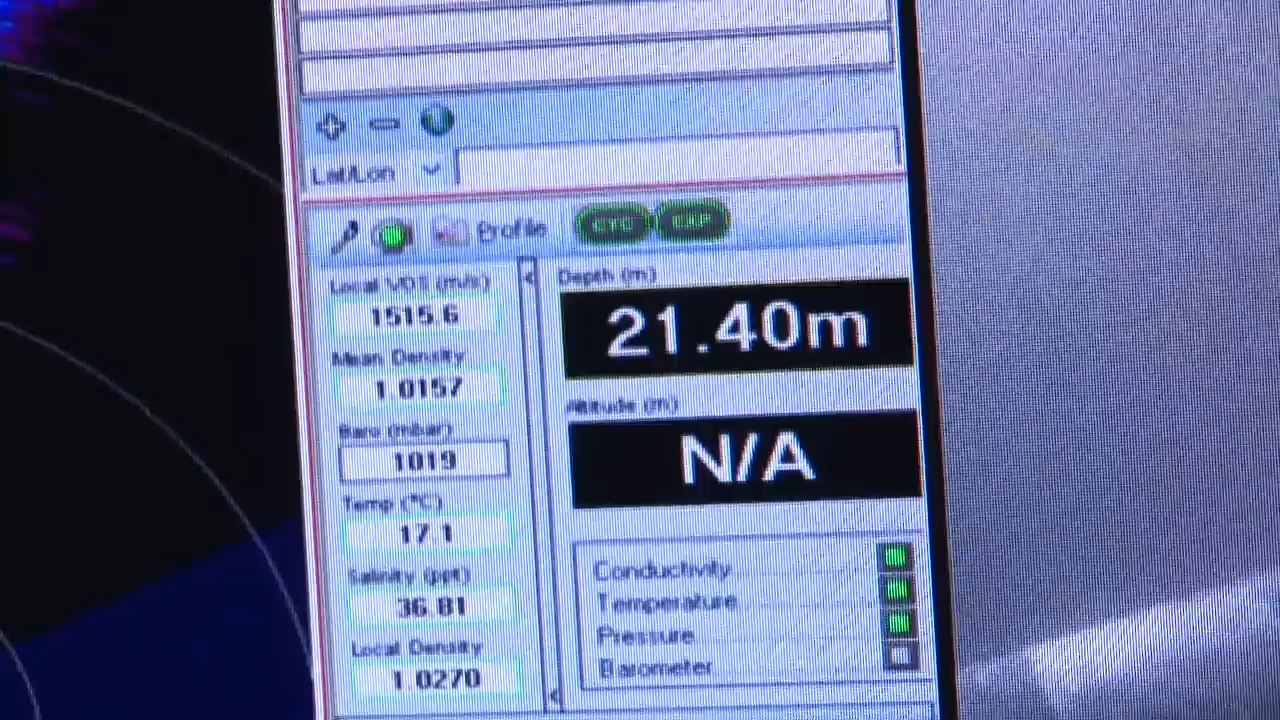 Lat/Lon
Profile
Local VOS (m/s)
1515.6
Mean Density
1.0157
Baro (mbar)
1019
Temp (°C)
17.1
Salinity (ppt)
36.81
Local Density
1.0270
Depth (m)
21.40m
Altitude (m)
N/A
Conductivity
Temperature
Pressure
Barometer